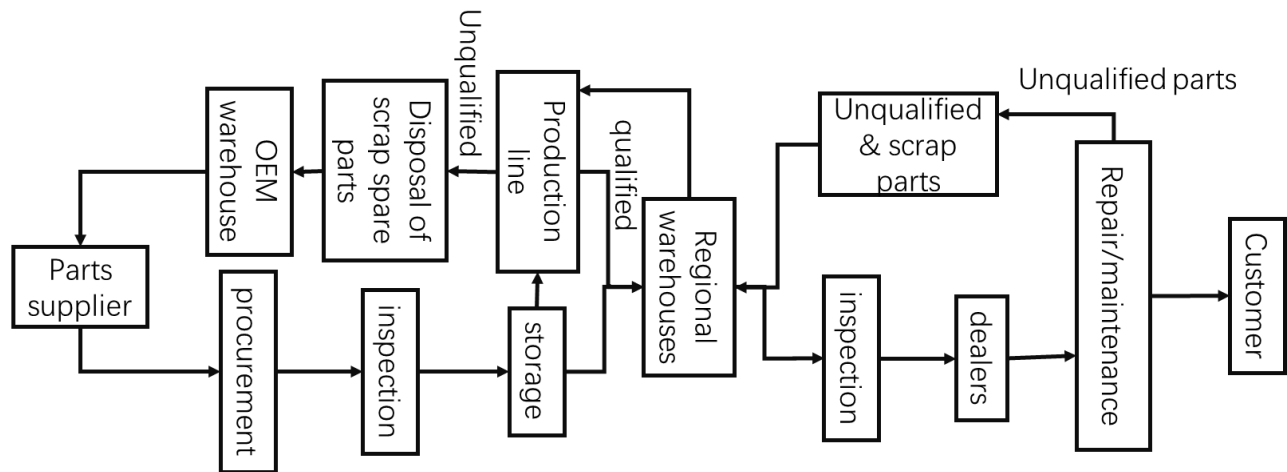 OEM
warehouse
Disposal of
scrap spare
parts
Unqualified
Production
line
qualified
Regional
warehouses
Unqualified
& scrap
parts
Unqualified parts
Repair/maintenance
Customer
Parts
supplier
procurement
inspection
storage
inspection
dealers